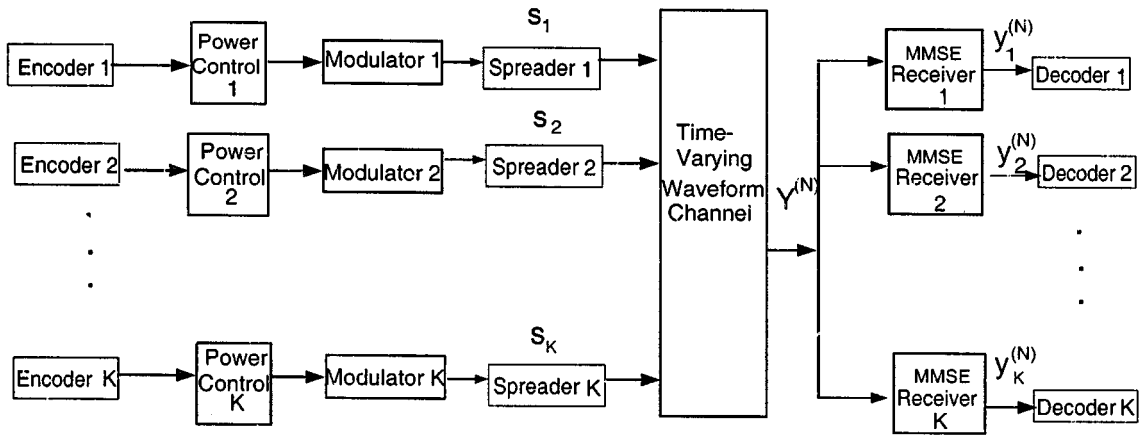 S1
Encoder 1
Power
Control
1
Modulator 1
Spreader 1
MMSE
Receiver
1
y1(N)
Decoder 1
S2
Encoder 2
Power
Control
2
Modulator 2
Spreader 2
Time-
Varying
Waveform
Channel
Y(N)
MMSE
Receiver
2
y2(N)
Decoder 2
SK
Encoder K
Power
Control
K
Modulator K
Spreader K
MMSE
Receiver
K
yK(N)
Decoder K